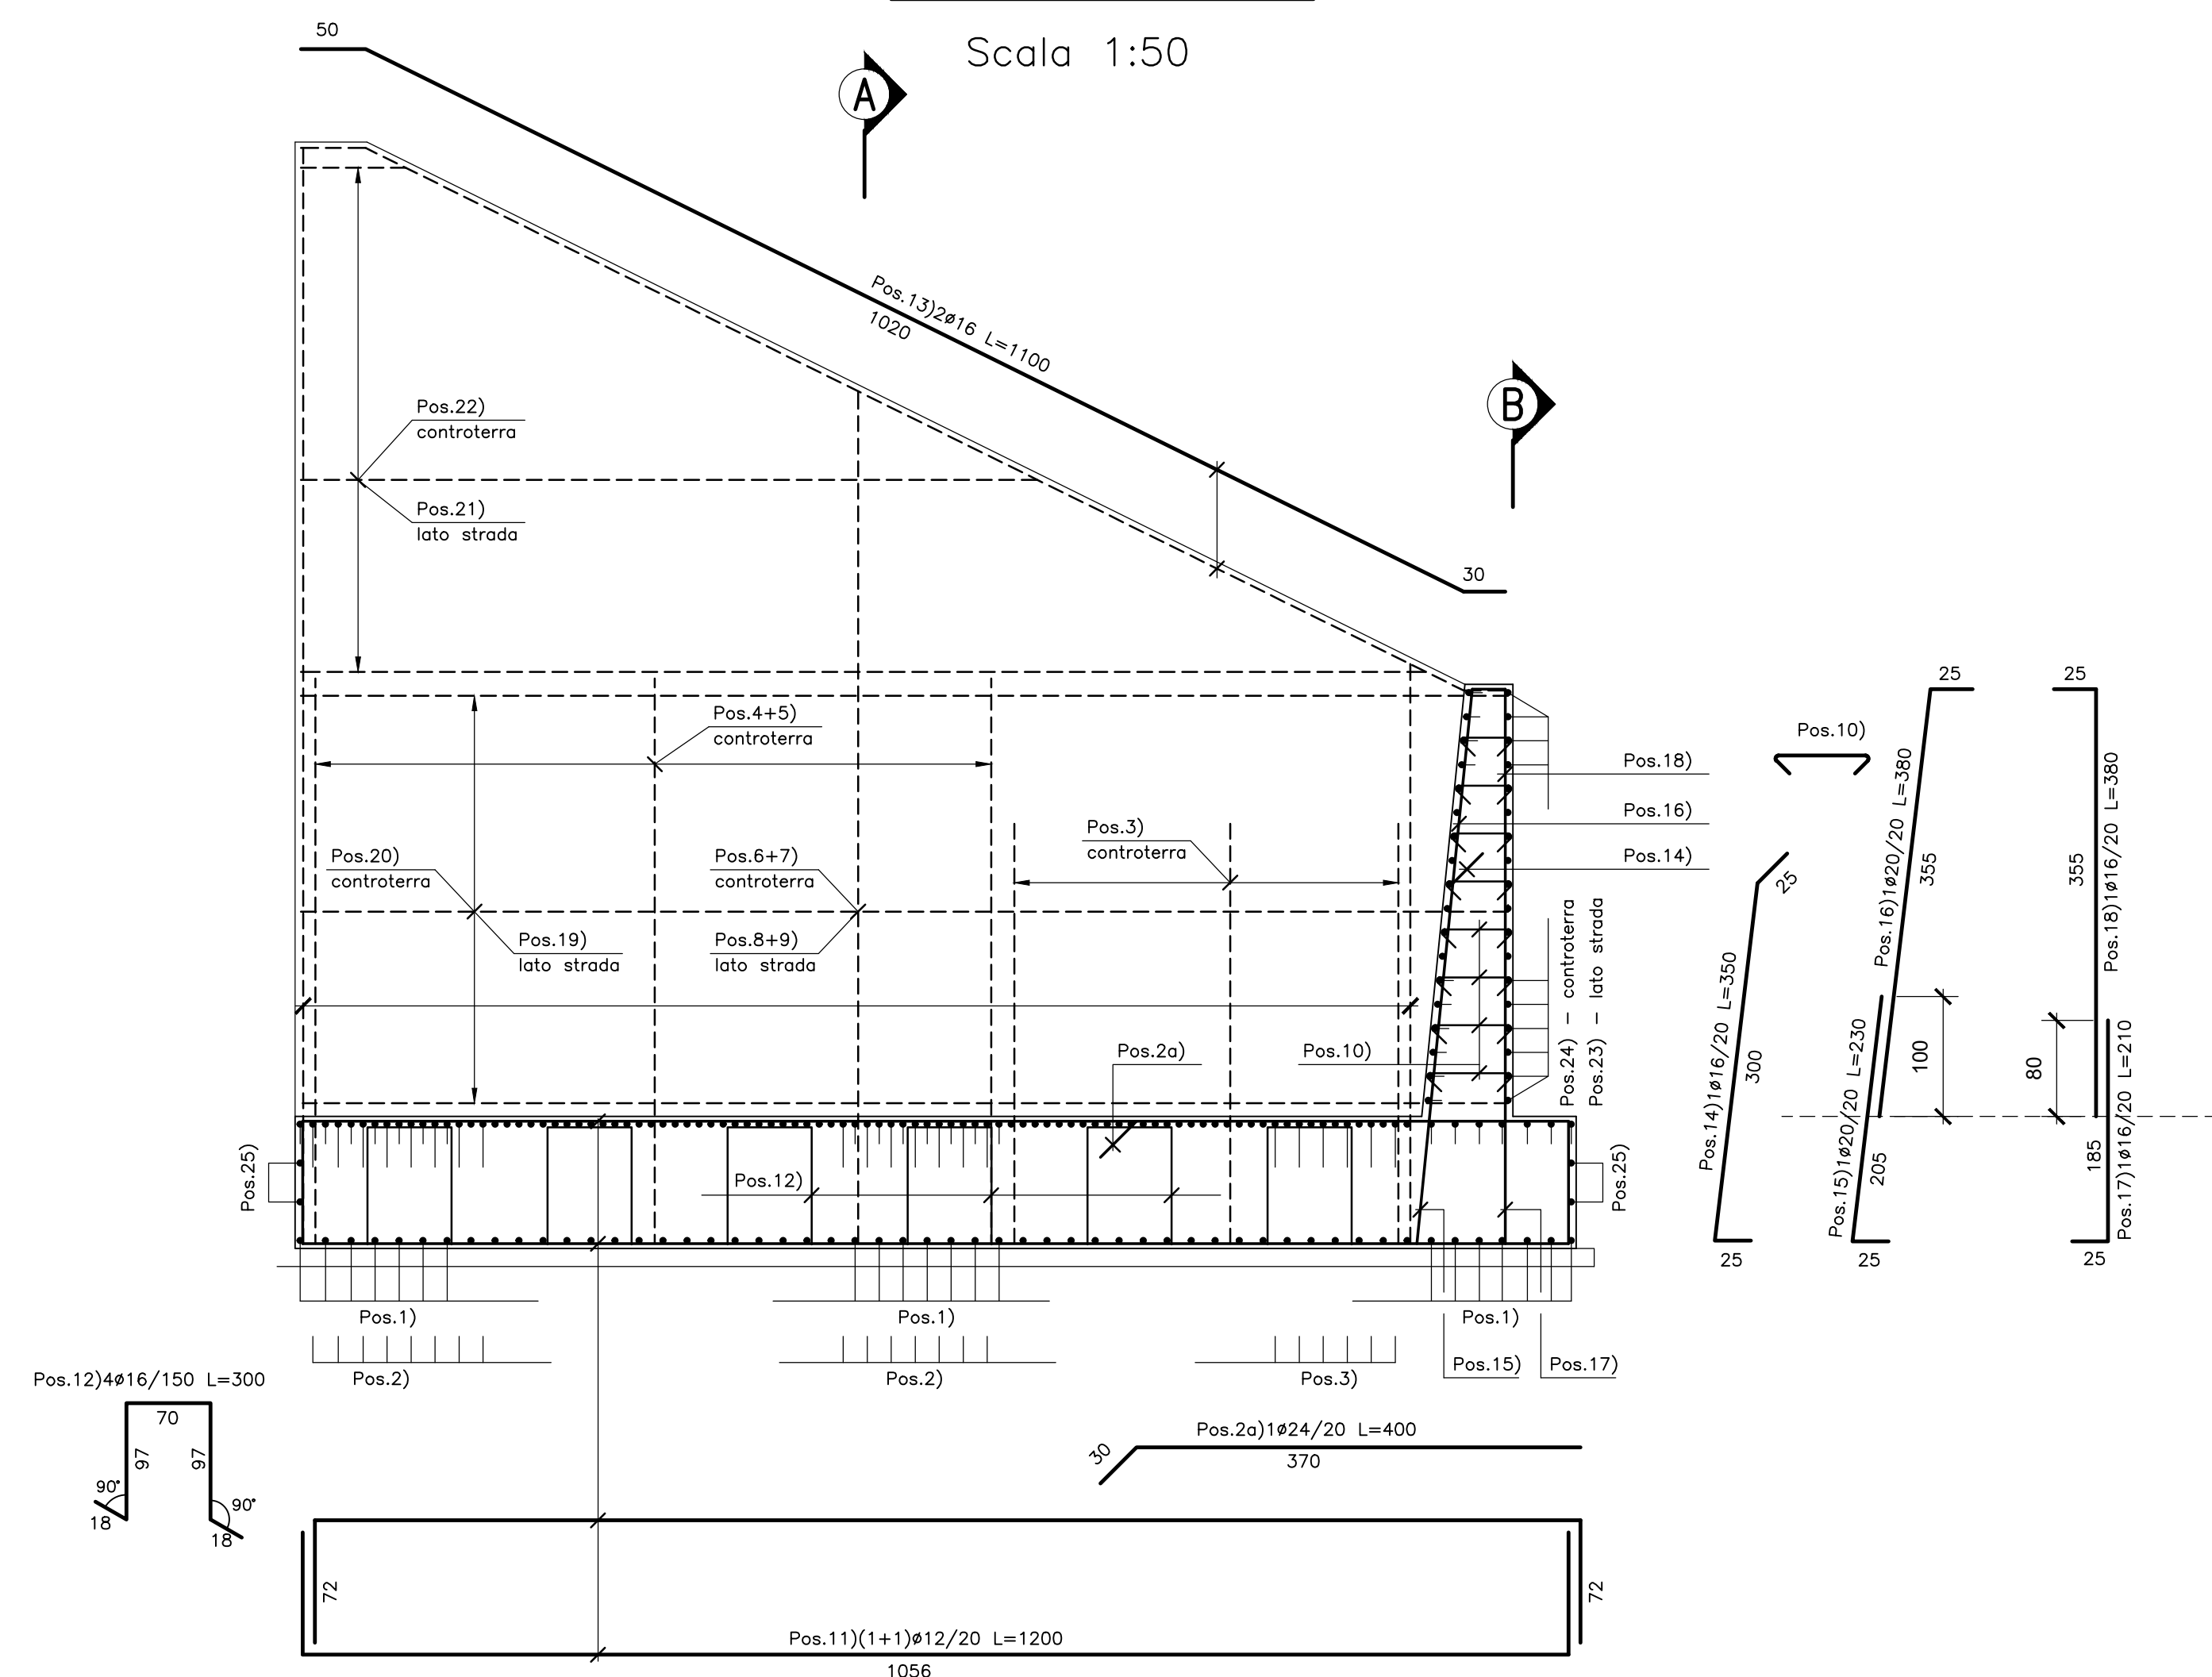 Scala 1:50
50
A
Pos.13)2ø16 L=1100
1020
B
30
Pos.22)
controterra
Pos.21)
lato strada
Pos.4+5)
controterra
Pos.3)
controterra
Pos.20)
controterra
Pos.6+7)
controterra
Pos.19)
lato strada
Pos.8+9)
lato strada
Pos.2a)
Pos.10)
Pos.18)
Pos.16)
Pos.14)
Pos.24) - controterra
Pos.23) - lato strada
Pos.10)
25
Pos.14)1ø16/20 L=350
300
25
25
Pos.16)1ø20/20 L=380
355
Pos.15)1ø20/20 L=230
205
25
100
25
Pos.18)1ø16/20 L=380
355
80
185
Pos.17)1ø16/20 L=210
25
Pos.25)
Pos.12)
Pos.25)
Pos.1)
Pos.1)
Pos.1)
Pos.2)
Pos.2)
Pos.3)
Pos.15)
Pos.17)
Pos.12)4ø16/150 L=300
70
97
97
90°
90°
18
18
Pos.2a)1ø24/20 L=400
30
370
72
72
Pos.11)(1+1)ø12/20 L=1200
1056